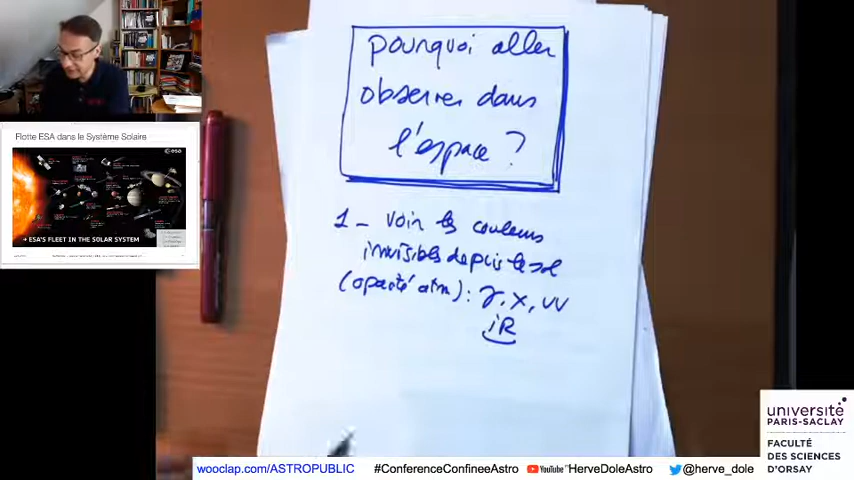 pourquoi aller
observer dans
l'espace ?
1 - voir les couleurs
invisibles depuis le sol
(opacité atm) : γ, X, UV
iR
Flotte ESA dans le Système Solaire
esa
→ ESA'S FLEET IN THE SOLAR SYSTEM
université
PARIS-SACLAY
FACULTÉ
DES SCIENCES
D'ORSAY
wooclap.com/ASTROPUBLIC #ConferenceConfineeAstro YouTube HerveDoleAstro @herve_dole